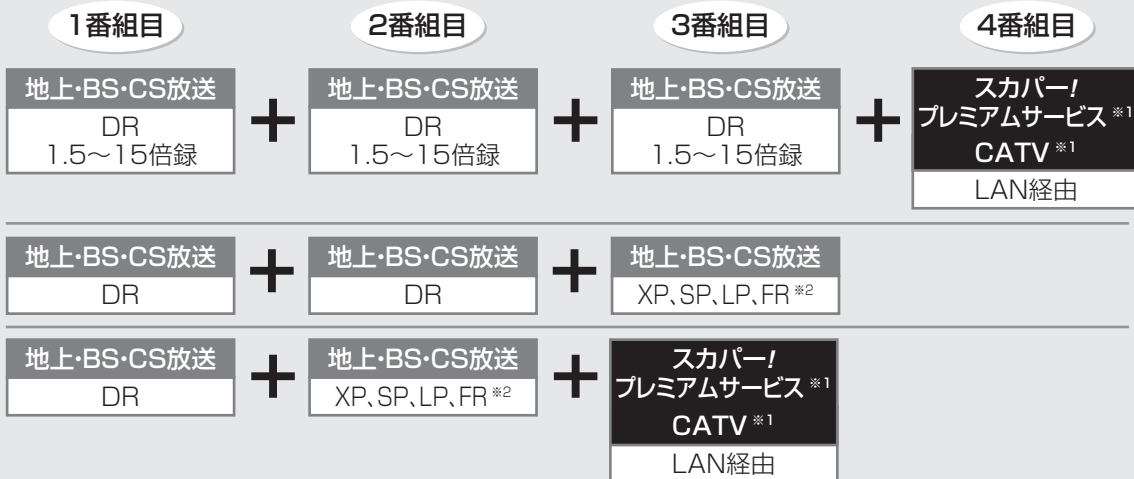 1番組目
2番組目
3番組目
4番組目
地上・BS・CS放送
DR
1.5～15倍録
+
地上・BS・CS放送
DR
1.5～15倍録
+
地上・BS・CS放送
DR
1.5～15倍録
+
スカパー!
プレミアムサービス※1
CATV※1
LAN経由
地上・BS・CS放送
DR
+
地上・BS・CS放送
DR
+
地上・BS・CS放送
XP、SP、LP、FR※2
地上・BS・CS放送
DR
+
地上・BS・CS放送
XP、SP、LP、FR※2
+
スカパー!
プレミアムサービス※1
CATV※1
LAN経由